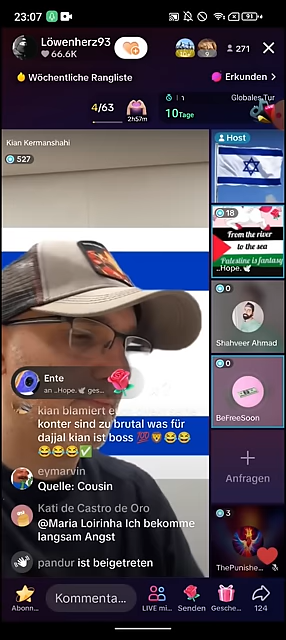 23:07
91
Löwenherz93
66.6K
271
Wöchentliche Rangliste
Erkunden >
4/63
2h57m
Globales Tur
10Tage
Kian Kermanshahi
527
Host
18
From the river
to the sea
Palestine is fantasy
..Hope.
0
Shahveer Ahmad
0
BeFreeSoon
Anfragen
3
ThePunishe...
Ente
an ..Hope. 🕊 ges...
kian blamiert e
konter sind zu brutal was für
dajjal kian ist boss 💯🦁😂😂
😂😂😂✅
eymarvin
Quelle: Cousin
Kati de Castro de Oro
@Maria Loirinha Ich bekomme
langsam Angst
pandur ist beigetreten
Abonn...
Kommenta...
LIVE mi...
Senden
Gesche...
124